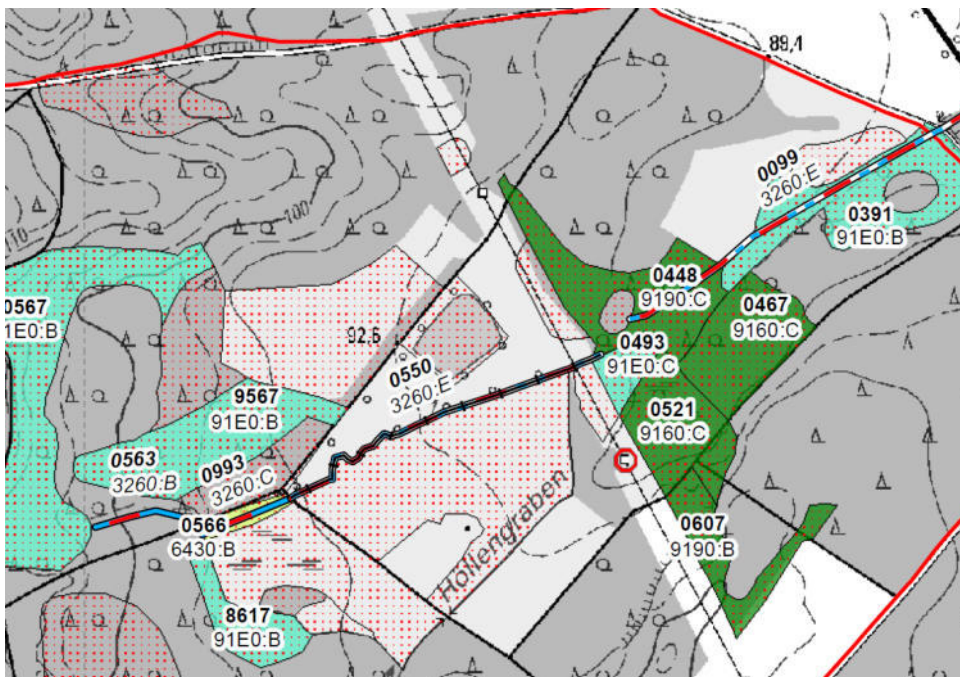 89,1
0099
3260:E
0391
91E0:B
100
110
0448
9190:C
0467
9160:C
0567
1E0:B
92,6
0493
91E0:C
0550
3260:E
9567
91E0:B
0521
9160:C
0563
3260:B
0993
3260:C
0566
6430:B
0607
9190:B
Höllengraben
8617
91E0:B